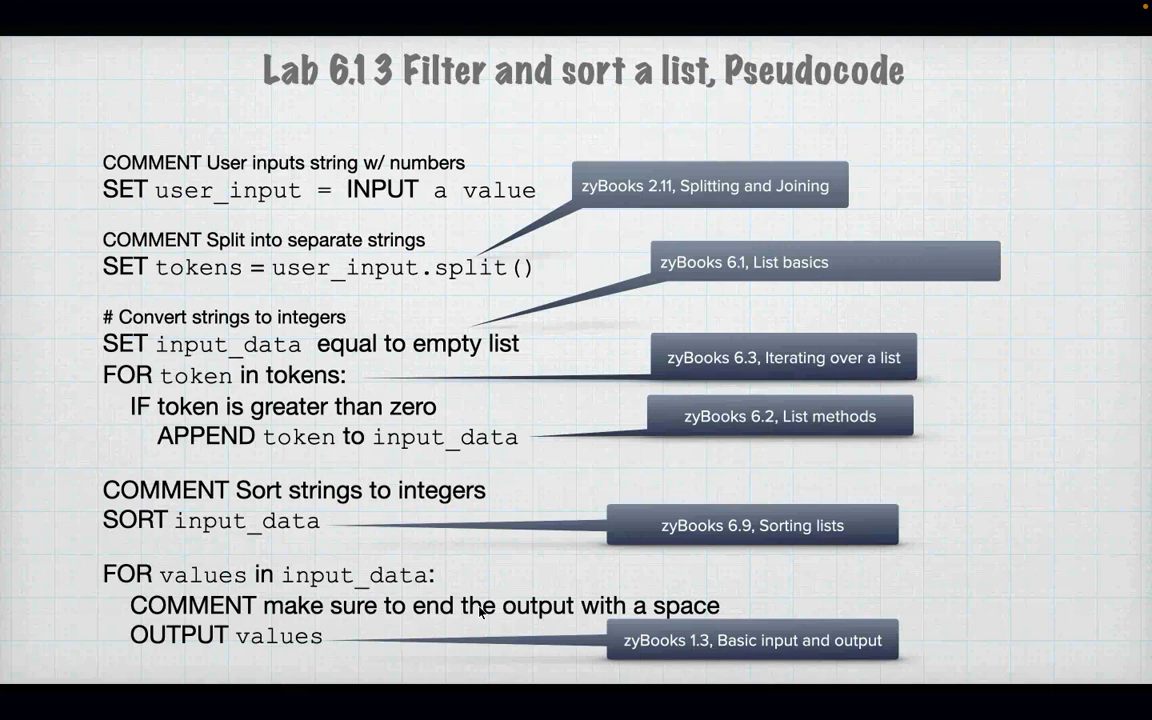 Lab 6.13 Filter and sort a list, Pseudocode
COMMENT User inputs string w/ numbers
SET user_input = INPUT a value
zyBooks 2.11, Splitting and Joining
COMMENT Split into separate strings
SET tokens = user_input.split()
zyBooks 6.1, List basics
# Convert strings to integers
SET input_data equal to empty list
FOR token in tokens:
zyBooks 6.3, Iterating over a list
IF token is greater than zero
APPEND token to input_data
zyBooks 6.2, List methods
COMMENT Sort strings to integers
SORT input_data
zyBooks 6.9, Sorting lists
FOR values in input_data:
COMMENT make sure to end the output with a space
OUTPUT values
zyBooks 1.3, Basic input and output